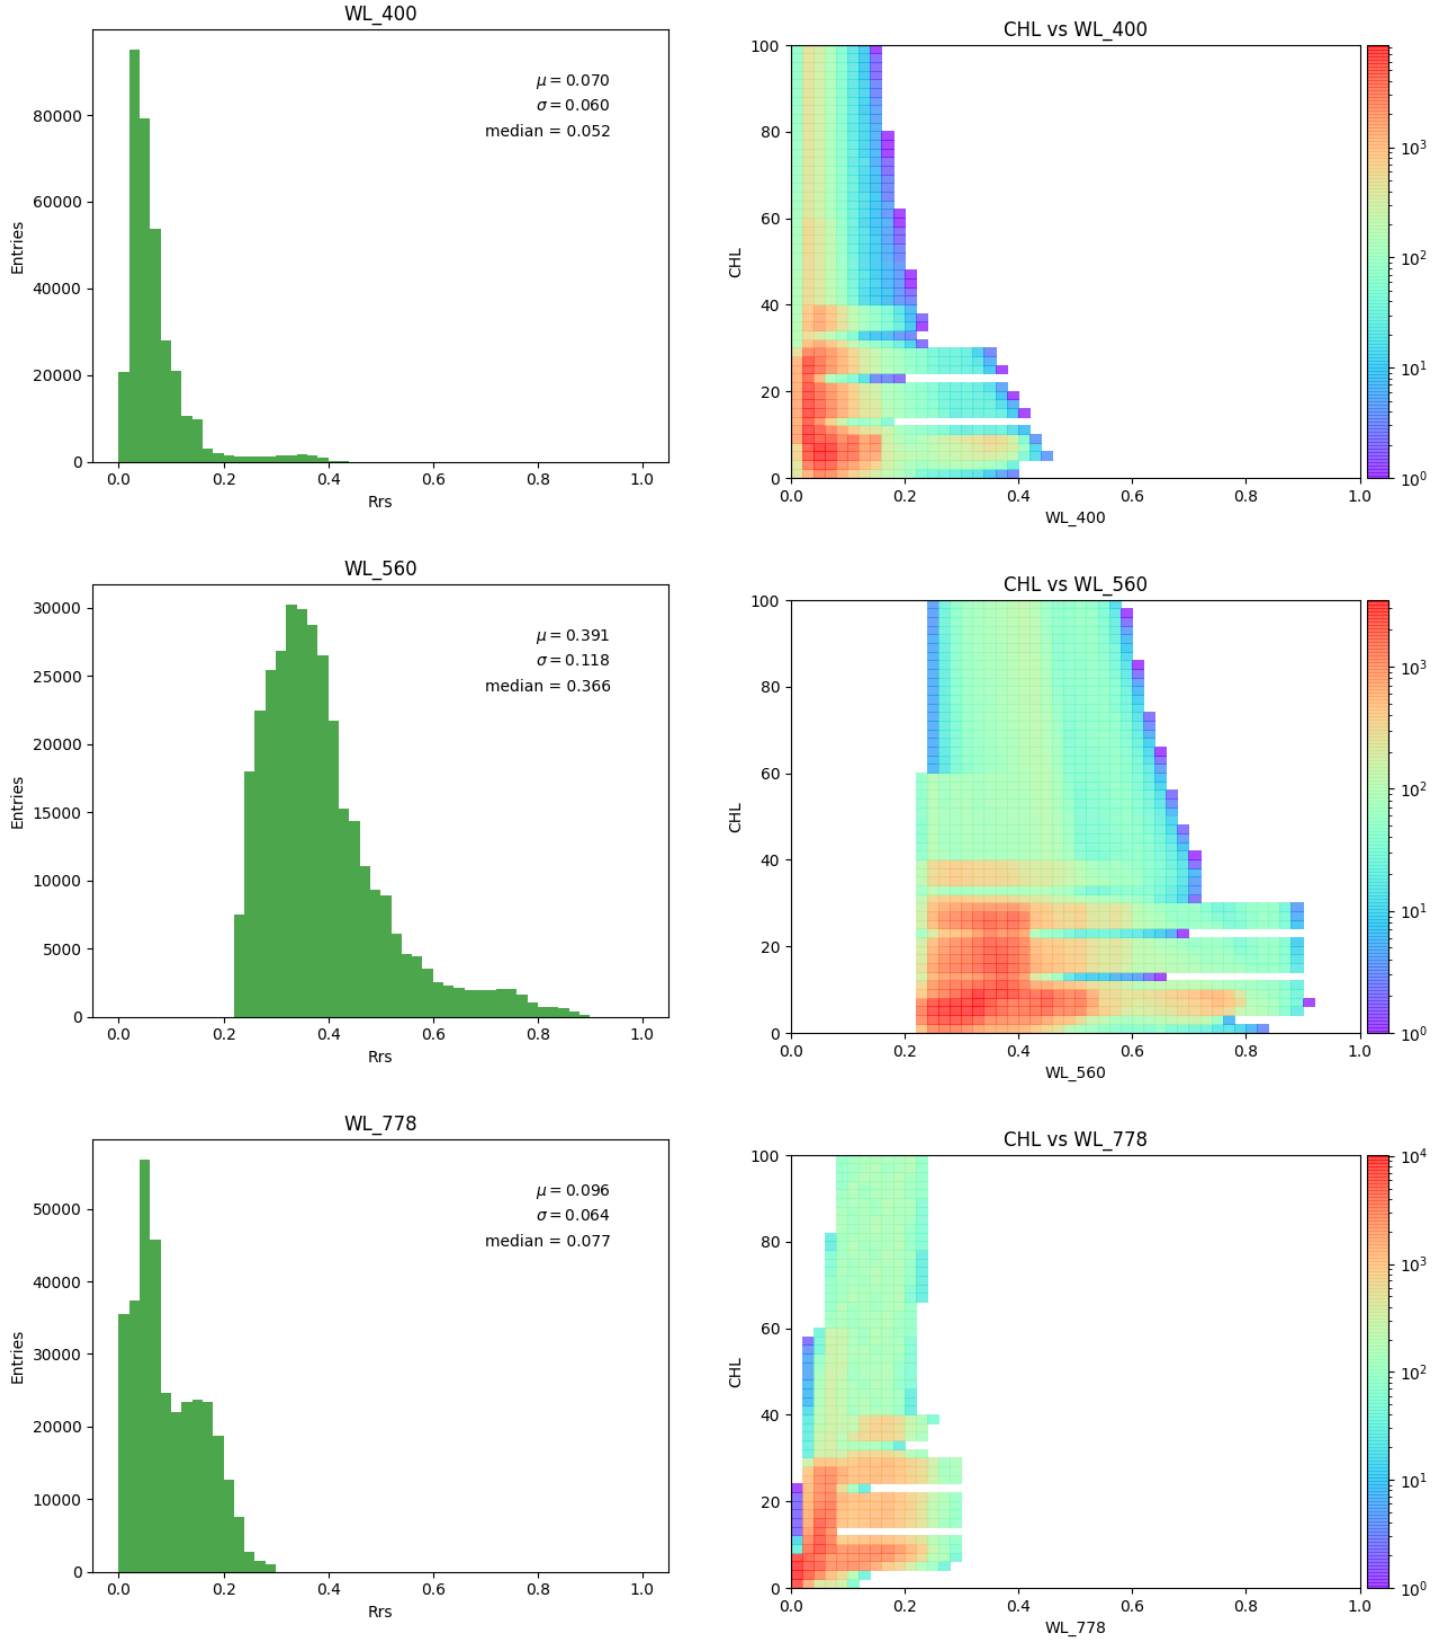 WL_400
μ = 0.070
σ = 0.060
median = 0.052
Entries
80000
60000
40000
20000
0
0.0 0.2 0.4 0.6 0.8 1.0
Rrs
CHL vs WL_400
CHL
100
80
60
40
20
0
0.0 0.2 0.4 0.6 0.8 1.0
WL_400
10³
10²
10¹
10⁰
WL_560
μ = 0.391
σ = 0.118
median = 0.366
Entries
30000
25000
20000
15000
10000
5000
0
0.0 0.2 0.4 0.6 0.8 1.0
Rrs
CHL vs WL_560
CHL
100
80
60
40
20
0
0.0 0.2 0.4 0.6 0.8 1.0
WL_560
10³
10²
10¹
10⁰
WL_778
μ = 0.096
σ = 0.064
median = 0.077
Entries
50000
40000
30000
20000
10000
0
0.0 0.2 0.4 0.6 0.8 1.0
Rrs
CHL vs WL_778
CHL
100
80
60
40
20
0
0.0 0.2 0.4 0.6 0.8 1.0
WL_778
10⁴
10³
10²
10¹
10⁰